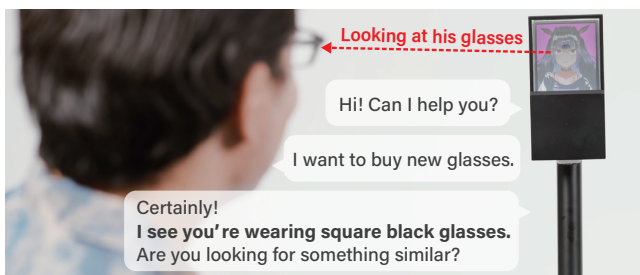 Looking at his glasses
Hi! Can I help you?
I want to buy new glasses.
Certainly!
I see you're wearing square black glasses.
Are you looking for something similar?